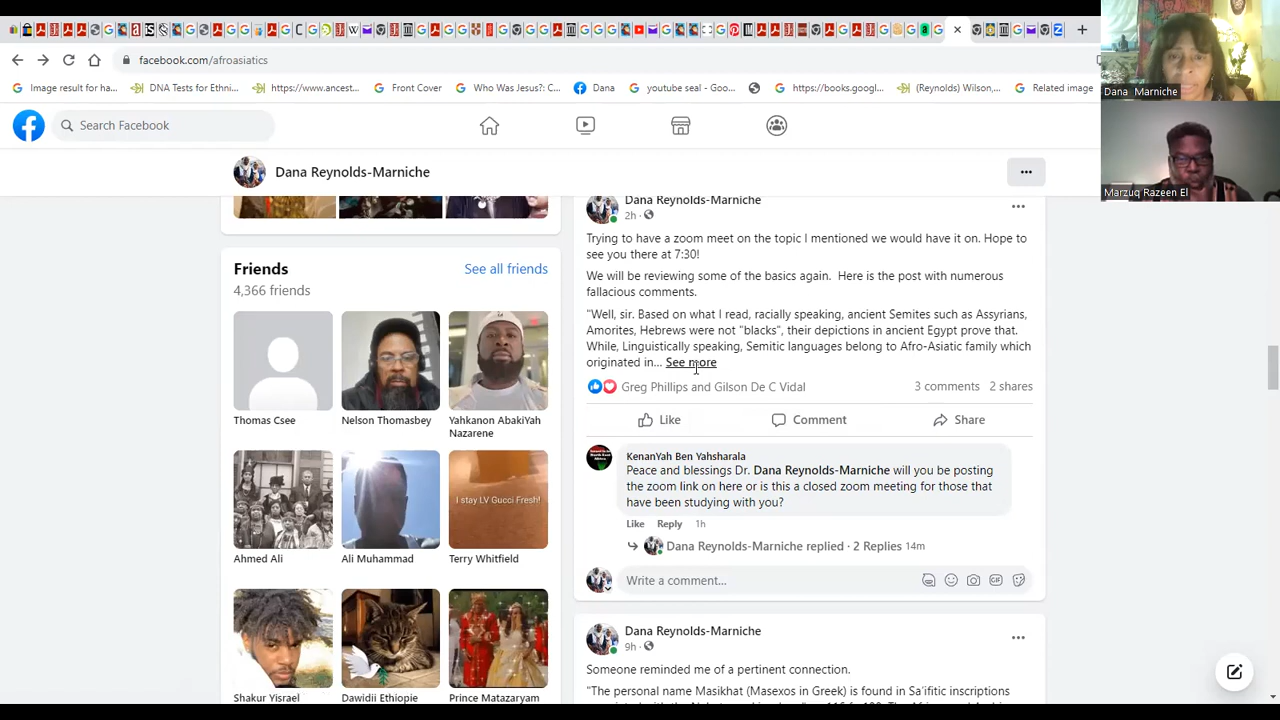 facebook.com/afroasiatics
Image result for ha...
DNA Tests for Ethni...
https://www.ancest...
Front Cover
Who Was Jesus?: C...
Dana
youtube seal - Goo...
https://books.googl...
(Reynolds) Wilson,...
Related image
Dana Marniche
Marzuq Razeen El
Search Facebook
Dana Reynolds-Marniche
Friends
See all friends
4,366 friends
Thomas Csee
Nelson Thomasbey
Yahkanon AbakiYah
Nazarene
I stay LV Gucci Fresh!
Ahmed Ali
Ali Muhammad
Terry Whitfield
Shakur Yisrael
Dawidii Ethiopie
Prince Matazaryam
Dana Reynolds-Marniche
2h ·
Trying to have a zoom meet on the topic I mentioned we would have it on. Hope to
see you there at 7:30!
We will be reviewing some of the basics again. Here is the post with numerous
fallacious comments.
"Well, sir. Based on what I read, racially speaking, ancient Semites such as Assyrians,
Amorites, Hebrews were not "blacks", their depictions in ancient Egypt prove that.
While, Linguistically speaking, Semitic languages belong to Afro-Asiatic family which
originated in... See more
Greg Phillips and Gilson De C Vidal
3 comments 2 shares
Like
Comment
Share
KenanYah Ben Yahsharala
Peace and blessings Dr. Dana Reynolds-Marniche will you be posting
the zoom link on here or is this a closed zoom meeting for those that
have been studying with you?
Like Reply 1h
Dana Reynolds-Marniche replied · 2 Replies 14m
Write a comment...
Dana Reynolds-Marniche
9h ·
Someone reminded me of a pertinent connection.
"The personal name Masikhat (Masexos in Greek) is found in Sa'ifitic inscriptions